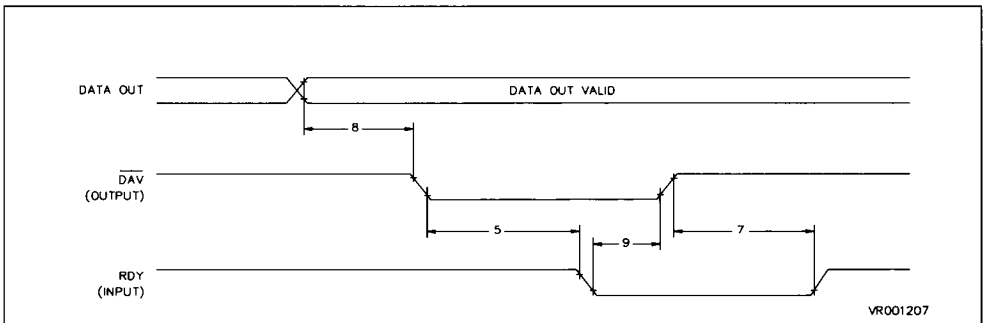 DATA OUT
DATA OUT VALID
8
DAV
(OUTPUT)
5
9
7
RDY
(INPUT)
VR001207